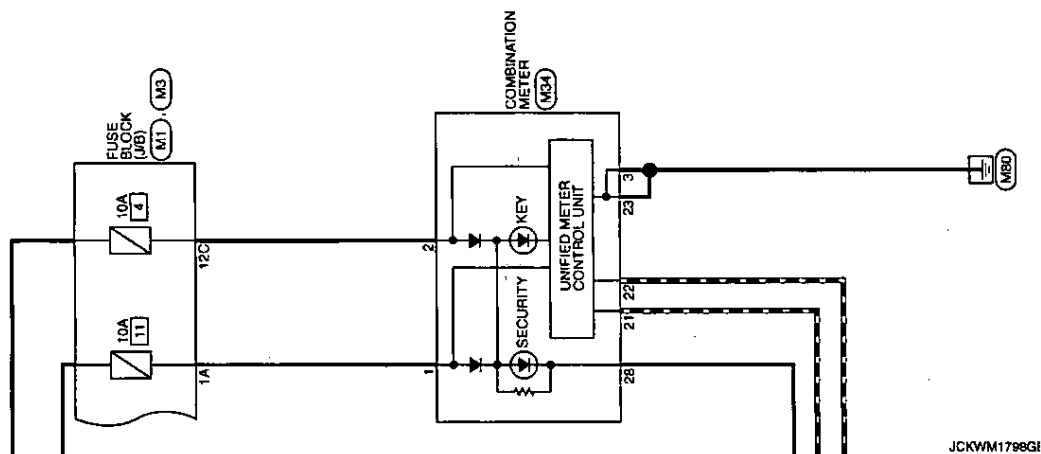 FUSE
BLOCK
(J/B)
M1, M3
10A
4
10A
11
12C
1A
COMBINATION
METER
M34
2
1
KEY
SECURITY
UNIFIED METER
CONTROL UNIT
3
23
22
21
28
M80
JCKWM1798GE